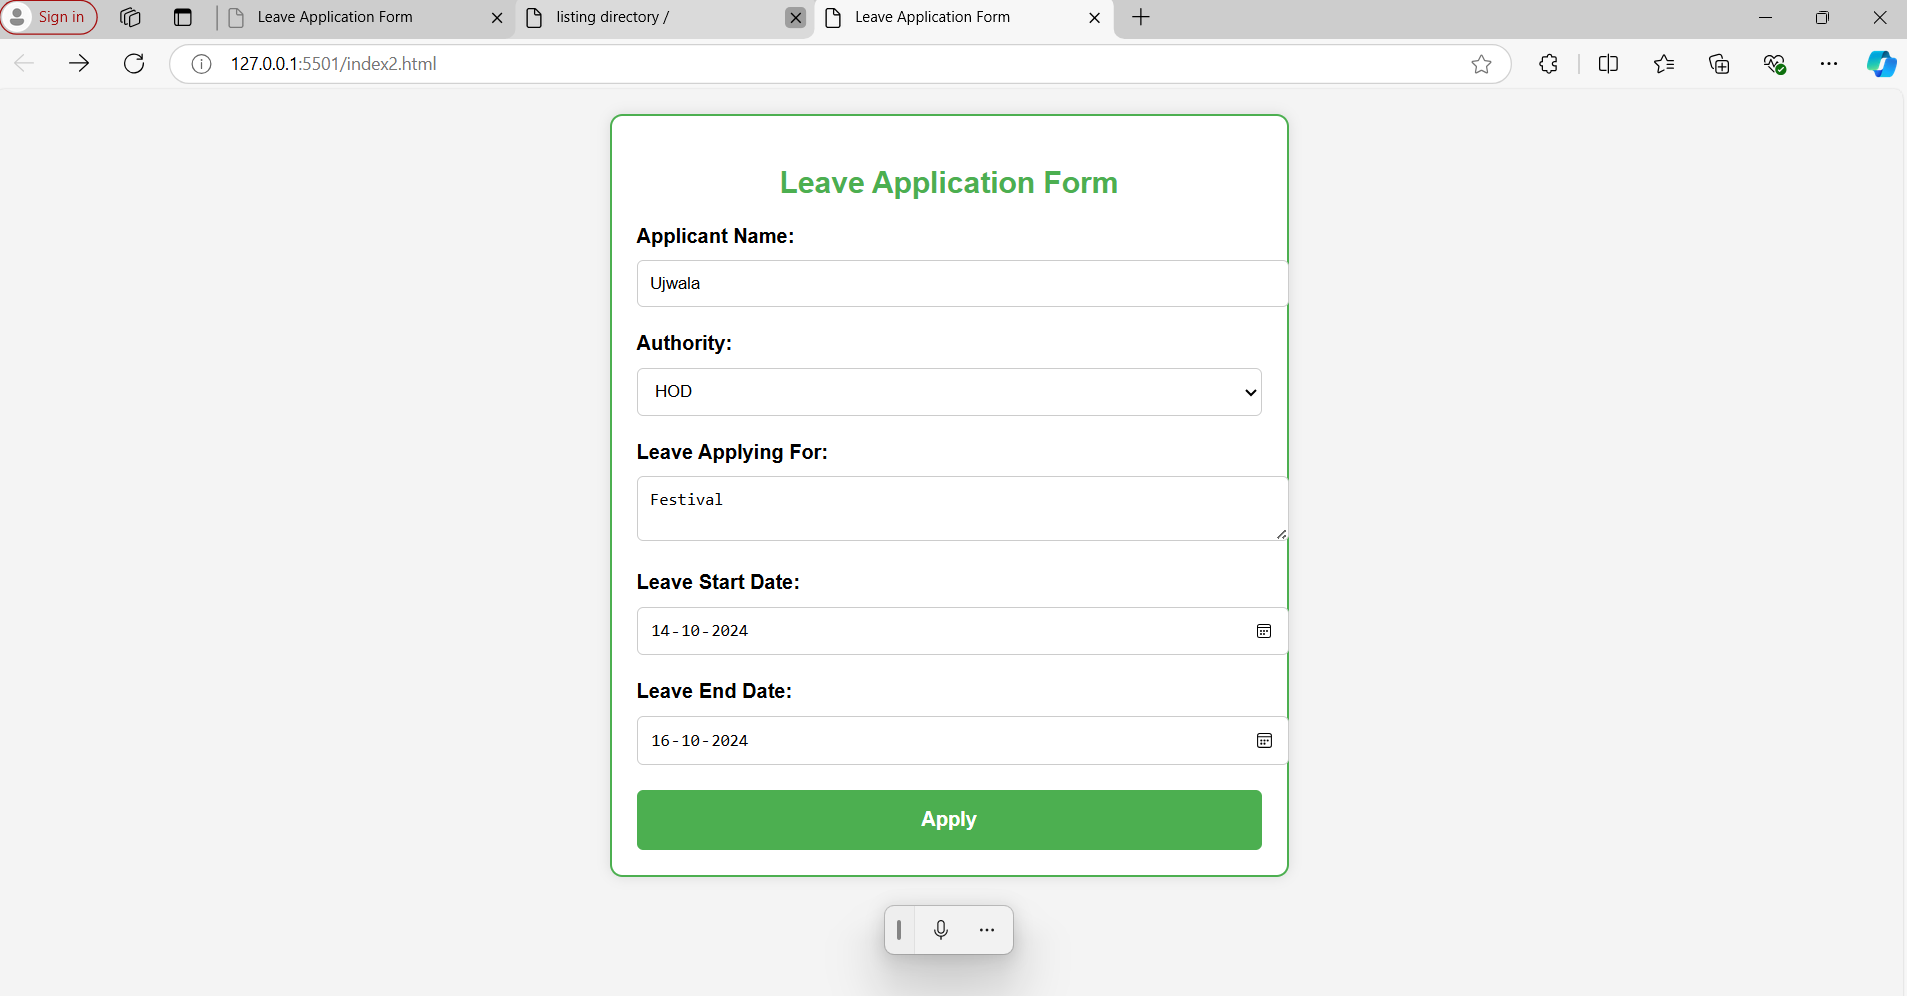 Sign in
Leave Application Form
listing directory /
Leave Application Form
127.0.0.1:5501/index2.html
Leave Application Form
Applicant Name:
Ujwala
Authority:
HOD
Leave Applying For:
Festival
Leave Start Date:
14-10-2024
Leave End Date:
16-10-2024
Apply